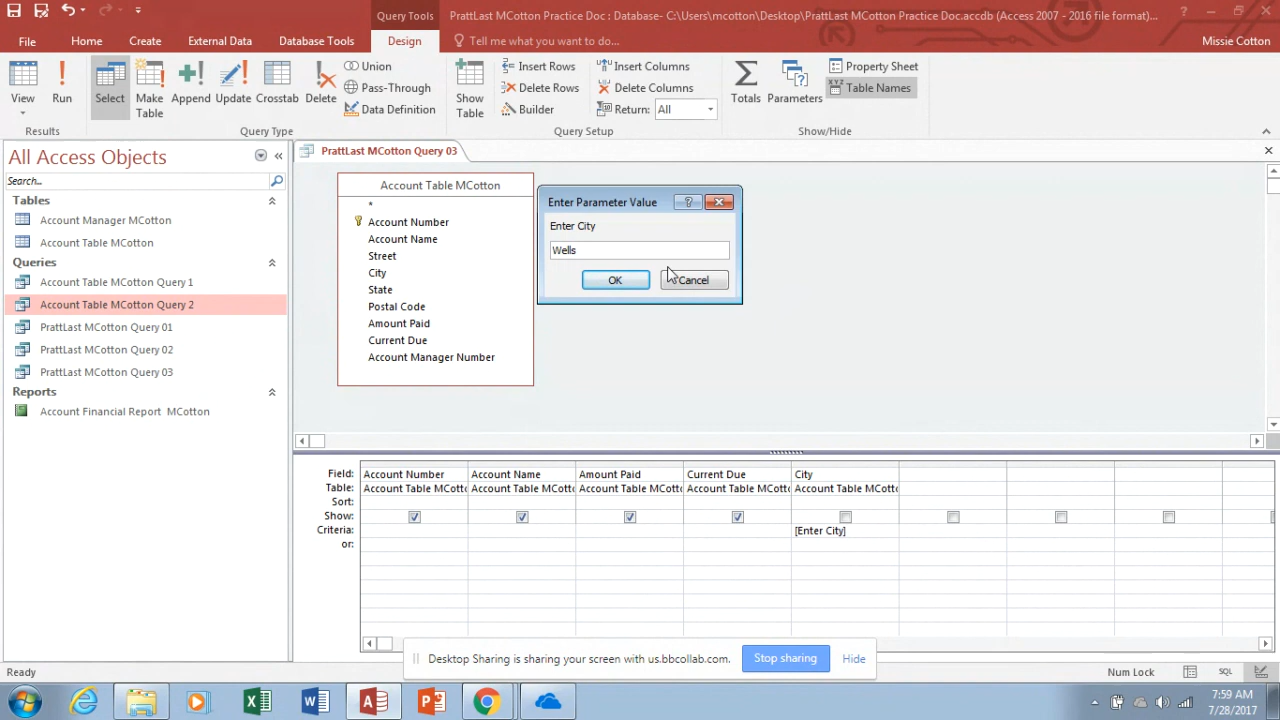 Query Tools
PrattLast MCotton Practice Doc : Database- C:\Users\mcotton\Desktop\PrattLast MCotton Practice Doc.accdb (Access 2007 - 2016 file format)...
File Home Create External Data Database Tools Design Tell me what you want to do... Missie Cotton
View
Run
Select
Make Table
Append
Update
Crosstab
Delete
Union
Pass-Through
Data Definition
Show Table
Insert Rows
Delete Rows
Builder
Insert Columns
Delete Columns
Return: All
Totals
Parameters
Property Sheet
XYZ Table Names
Results Query Type Query Setup Show/Hide
All Access Objects
Search...
Tables
Account Manager MCotton
Account Table MCotton
Queries
Account Table MCotton Query 1
Account Table MCotton Query 2
PrattLast MCotton Query 01
PrattLast MCotton Query 02
PrattLast MCotton Query 03
Reports
Account Financial Report MCotton
PrattLast MCotton Query 03
Account Table MCotton
*
Account Number
Account Name
Street
City
State
Postal Code
Amount Paid
Current Due
Account Manager Number
Enter Parameter Value
Enter City
Wells
OK Cancel
Field: Account Number Account Name Amount Paid Current Due City
Table: Account Table MCotto Account Table MCotto Account Table MCotto Account Table MCotto Account Table MCotto
Sort:
Show:
Criteria: [Enter City]
or:
Desktop Sharing is sharing your screen with us.bbcollab.com. Stop sharing Hide
Ready Num Lock SQL
7:59 AM
7/28/2017